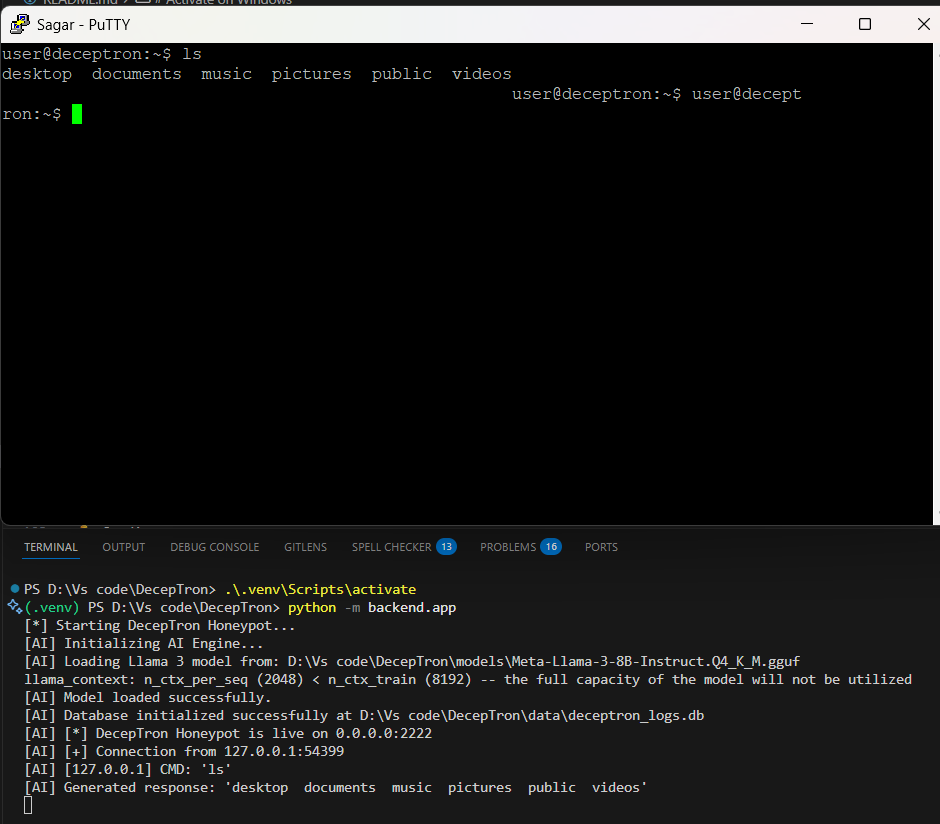 README.md > # Activate on Windows
Sagar - PuTTY
user@deceptron:~$ ls
desktop  documents  music  pictures  public  videos
user@deceptron:~$ user@decept
ron:~$
TERMINAL OUTPUT DEBUG CONSOLE GITLENS SPELL CHECKER 13 PROBLEMS 16 PORTS
PS D:\Vs code\DecepTron> .\.venv\Scripts\activate
(.venv) PS D:\Vs code\DecepTron> python -m backend.app
[*] Starting DecepTron Honeypot...
[AI] Initializing AI Engine...
[AI] Loading Llama 3 model from: D:\Vs code\DecepTron\models\Meta-Llama-3-8B-Instruct.Q4_K_M.gguf
llama_context: n_ctx_per_seq (2048) < n_ctx_train (8192) -- the full capacity of the model will not be utilized
[AI] Model loaded successfully.
[AI] Database initialized successfully at D:\Vs code\DecepTron\data\deceptron_logs.db
[AI] [*] DecepTron Honeypot is live on 0.0.0.0:2222
[AI] [+] Connection from 127.0.0.1:54399
[AI] [127.0.0.1] CMD: 'ls'
[AI] Generated response: 'desktop  documents  music  pictures  public  videos'